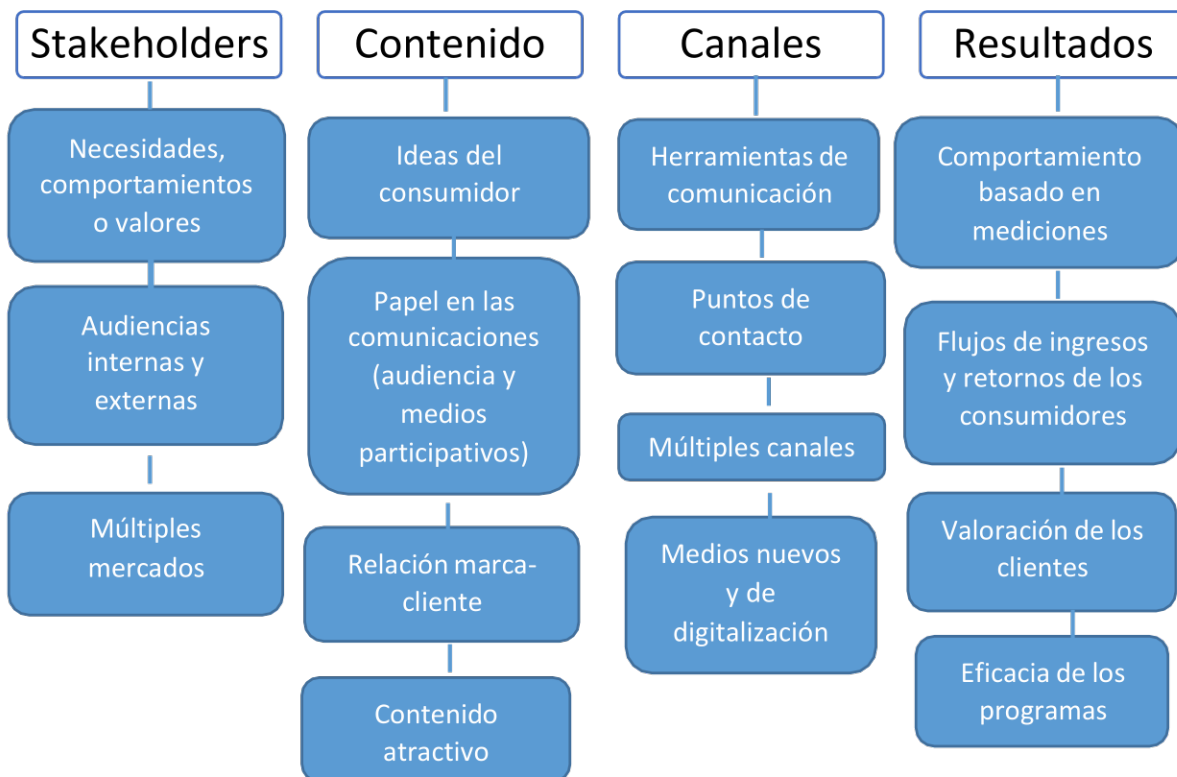 Stakeholders
Necesidades,
comportamientos
o valores
Audiencias
internas y
externas
Múltiples
mercados
Contenido
Ideas del
consumidor
Papel en las
comunicaciones
(audiencia y
medios
participativos)
Relación marca-
cliente
Contenido
atractivo
Canales
Herramientas de
comunicación
Puntos de
contacto
Múltiples canales
Medios nuevos
y de
digitalización
Resultados
Comportamiento
basado en
mediciones
Flujos de ingresos
y retornos de los
consumidores
Valoración de los
clientes
Eficacia de los
programas